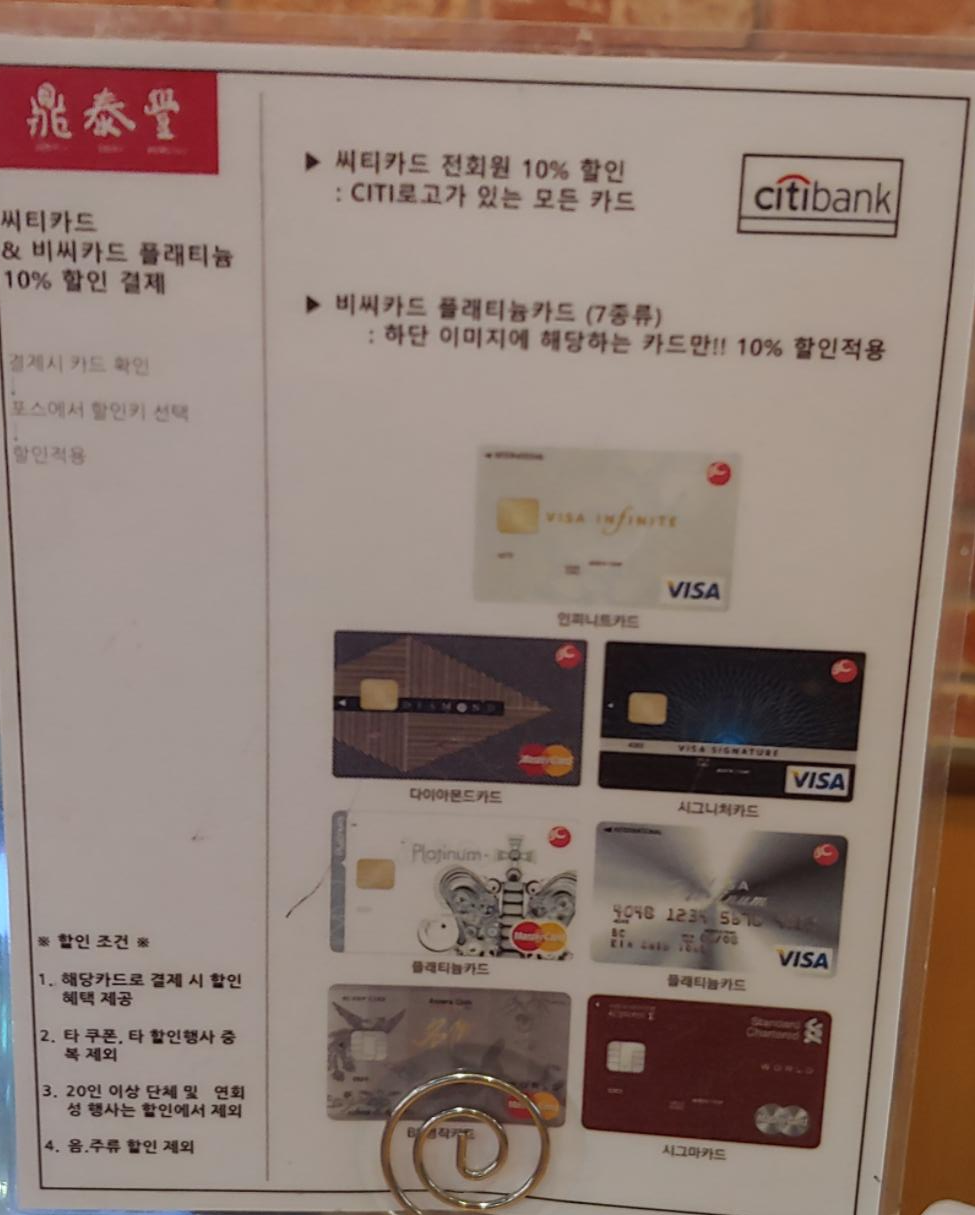 鼎泰豐
씨티카드
& 비씨카드 플래티늄
10% 할인 결제
결제시 카드 확인
↓
포스에서 할인키 선택
↓
할인적용
※ 할인 조건 ※
1. 해당카드로 결제 시 할인
혜택 제공
2. 타 쿠폰, 타 할인행사 중
복 제외
3. 20인 이상 단체 및 연회
성 행사는 할인에서 제외
4. 음.주류 할인 제외
▶ 씨티카드 전회원 10% 할인
: CITI로고가 있는 모든 카드
citibank
▶ 비씨카드 플래티늄카드 (7종류)
: 하단 이미지에 해당하는 카드만!! 10% 할인적용
VISA INFINITE
VISA
인피니트카드
DIAMOND
MasterCard
다이아몬드카드
VISA SIGNATURE
VISA
시그니처카드
Platinum
MasterCard
플래티늄카드
INTERNATIONAL
4048 1234 5678
BC
VISA
플래티늄카드
카드
Standard
Chartered
WORLD
시그마카드